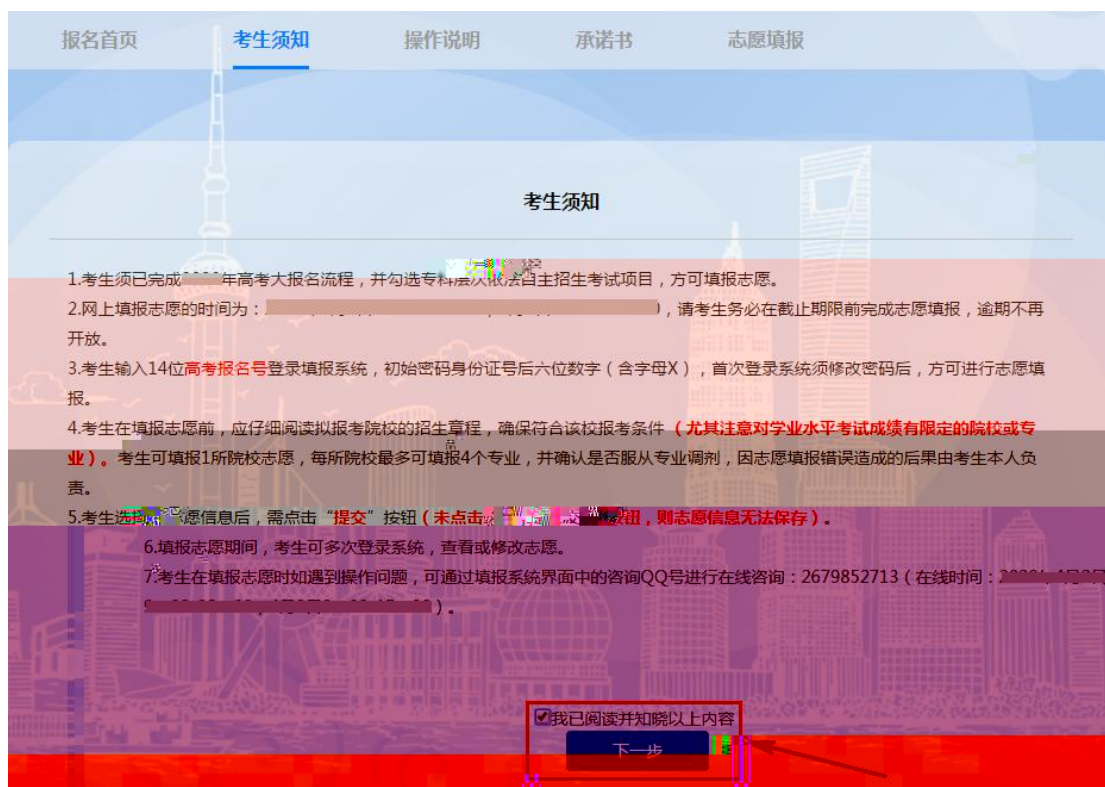 报名首页 考生须知 操作说明 承诺书 志愿填报
考生须知
1.考生须已完成 年高考大报名流程，并勾选专科层次依法自主招生考试项目，方可填报志愿。
2.网上填报志愿的时间为： ），请考生务必在截止期限前完成志愿填报，逾期不再
开放。
3.考生输入14位高考报名号登录填报系统，初始密码身份证号后六位数字（含字母X），首次登录系统须修改密码后，方可进行志愿填
报。
4.考生在填报志愿前，应仔细阅读拟报考院校的招生章程，确保符合该校报考条件（尤其注意对学业水平考试成绩有限定的院校或专
业）。考生可填报1所院校志愿，每所院校最多可填报4个专业，并确认是否服从专业调剂，因志愿填报错误造成的后果由考生本人负
责。
5.考生选 愿信息后，需点击“提交”按钮（未点击 按钮，则志愿信息无法保存）。
6.填报志愿期间，考生可多次登录系统，查看或修改志愿。
7.考生在填报志愿时如遇到操作问题，可通过填报系统界面中的咨询QQ号进行在线咨询：2679852713（在线时间：
）。
我已阅读并知晓以上内容
下一步